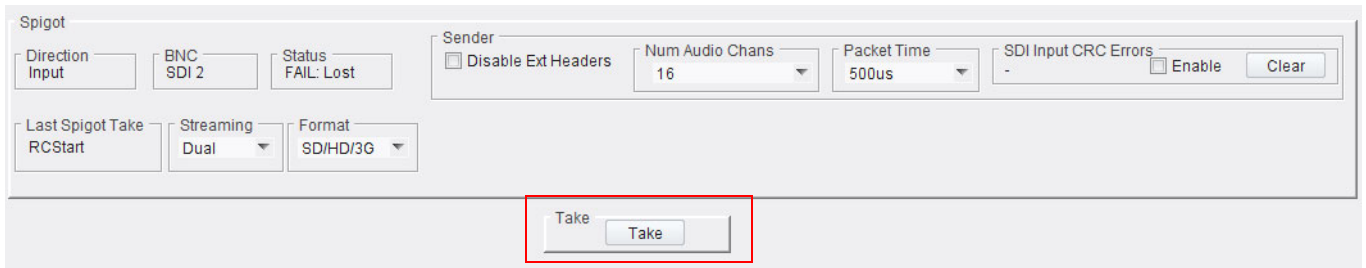 Spigot
Direction
Input
BNC
SDI 2
Status
FAIL: Lost
Sender
Disable Ext Headers
Num Audio Chans
16
Packet Time
500us
SDI Input CRC Errors
-
Enable
Clear
Last Spigot Take
RCStart
Streaming
Dual
Format
SD/HD/3G
Take
Take